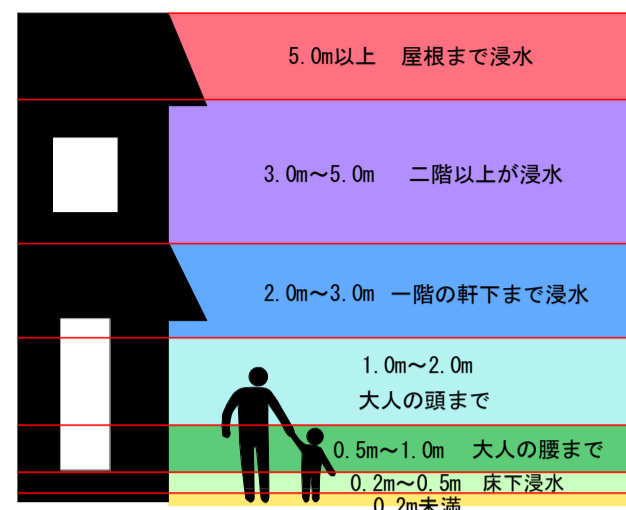 5.0m以上 屋根まで浸水
3.0m～5.0m 二階以上が浸水
2.0m～3.0m 一階の軒下まで浸水
1.0m～2.0m
大人の頭まで
0.5m～1.0m 大人の腰まで
0.2m～0.5m 床下浸水
0.2m未満